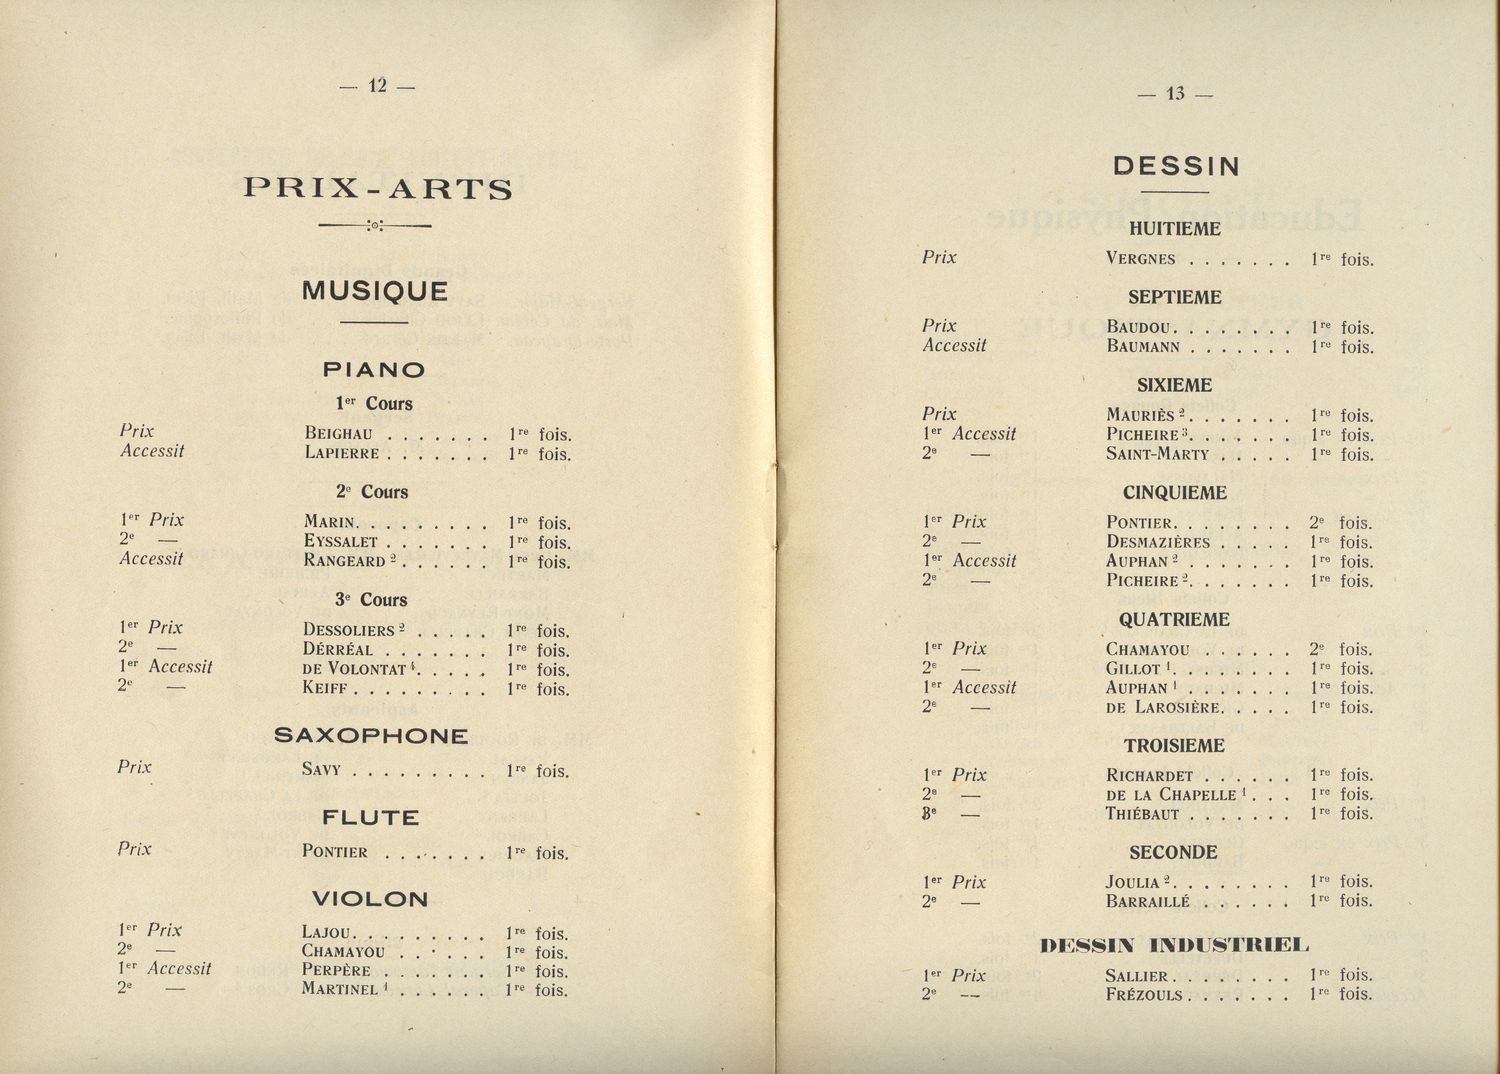 — 12 —
PRIX-ARTS
MUSIQUE
PIANO
1er Cours
Prix BEIGHAU . . . . . . . 1re fois.
Accessit LAPIERRE . . . . . . . 1re fois.
2e Cours
1er Prix MARIN. . . . . . . . . 1re fois.
2e — EYSSALET . . . . . . . 1re fois.
Accessit RANGEARD 2 . . . . . . 1re fois.
3e Cours
1er Prix DESSOLIERS 2 . . . . . 1re fois.
2e — DÉRRÉAL . . . . . . . 1re fois.
1er Accessit DE VOLONTAT 4. . . . . 1re fois.
2e — KEIFF . . . . . . . . . 1re fois.
SAXOPHONE
Prix SAVY . . . . . . . . . 1re fois.
FLUTE
Prix PONTIER . . . . . . . 1re fois.
VIOLON
1er Prix LAJOU. . . . . . . . . 1re fois.
2e — CHAMAYOU . . . . . . 1re fois.
1er Accessit PERPÈRE . . . . . . . 1re fois.
2e — MARTINEL 1 . . . . . . 1re fois.
— 13 —
DESSIN
HUITIEME
Prix VERGNES . . . . . . . 1re fois.
SEPTIEME
Prix BAUDOU. . . . . . . . 1re fois.
Accessit BAUMANN . . . . . . . 1re fois.
SIXIEME
Prix MAURIÈS 2. . . . . . . 1re fois.
1er Accessit PICHEIRE 3. . . . . . . 1re fois.
2e — SAINT-MARTY . . . . . 1re fois.
CINQUIEME
1er Prix PONTIER. . . . . . . . 2e fois.
2e — DESMAZIÈRES . . . . . 1re fois.
1er Accessit AUPHAN 2 . . . . . . . 1re fois.
2e — PICHEIRE 2. . . . . . . 1re fois.
QUATRIEME
1er Prix CHAMAYOU . . . . . . 2e fois.
2e — GILLOT 1. . . . . . . . 1re fois.
1er Accessit AUPHAN 1 . . . . . . . 1re fois.
2e — DE LAROSIÈRE. . . . . 1re fois.
TROISIEME
1er Prix RICHARDET . . . . . . 1re fois.
2e — DE LA CHAPELLE 1. . . 1re fois.
3e — THIÉBAUT . . . . . . . 1re fois.
SECONDE
1er Prix JOULIA 2. . . . . . . . 1re fois.
2e — BARRAILLÉ . . . . . . 1re fois.
DESSIN INDUSTRIEL
1er Prix SALLIER. . . . . . . . 1re fois.
2e — FRÉZOULS . . . . . . . 1re fois.